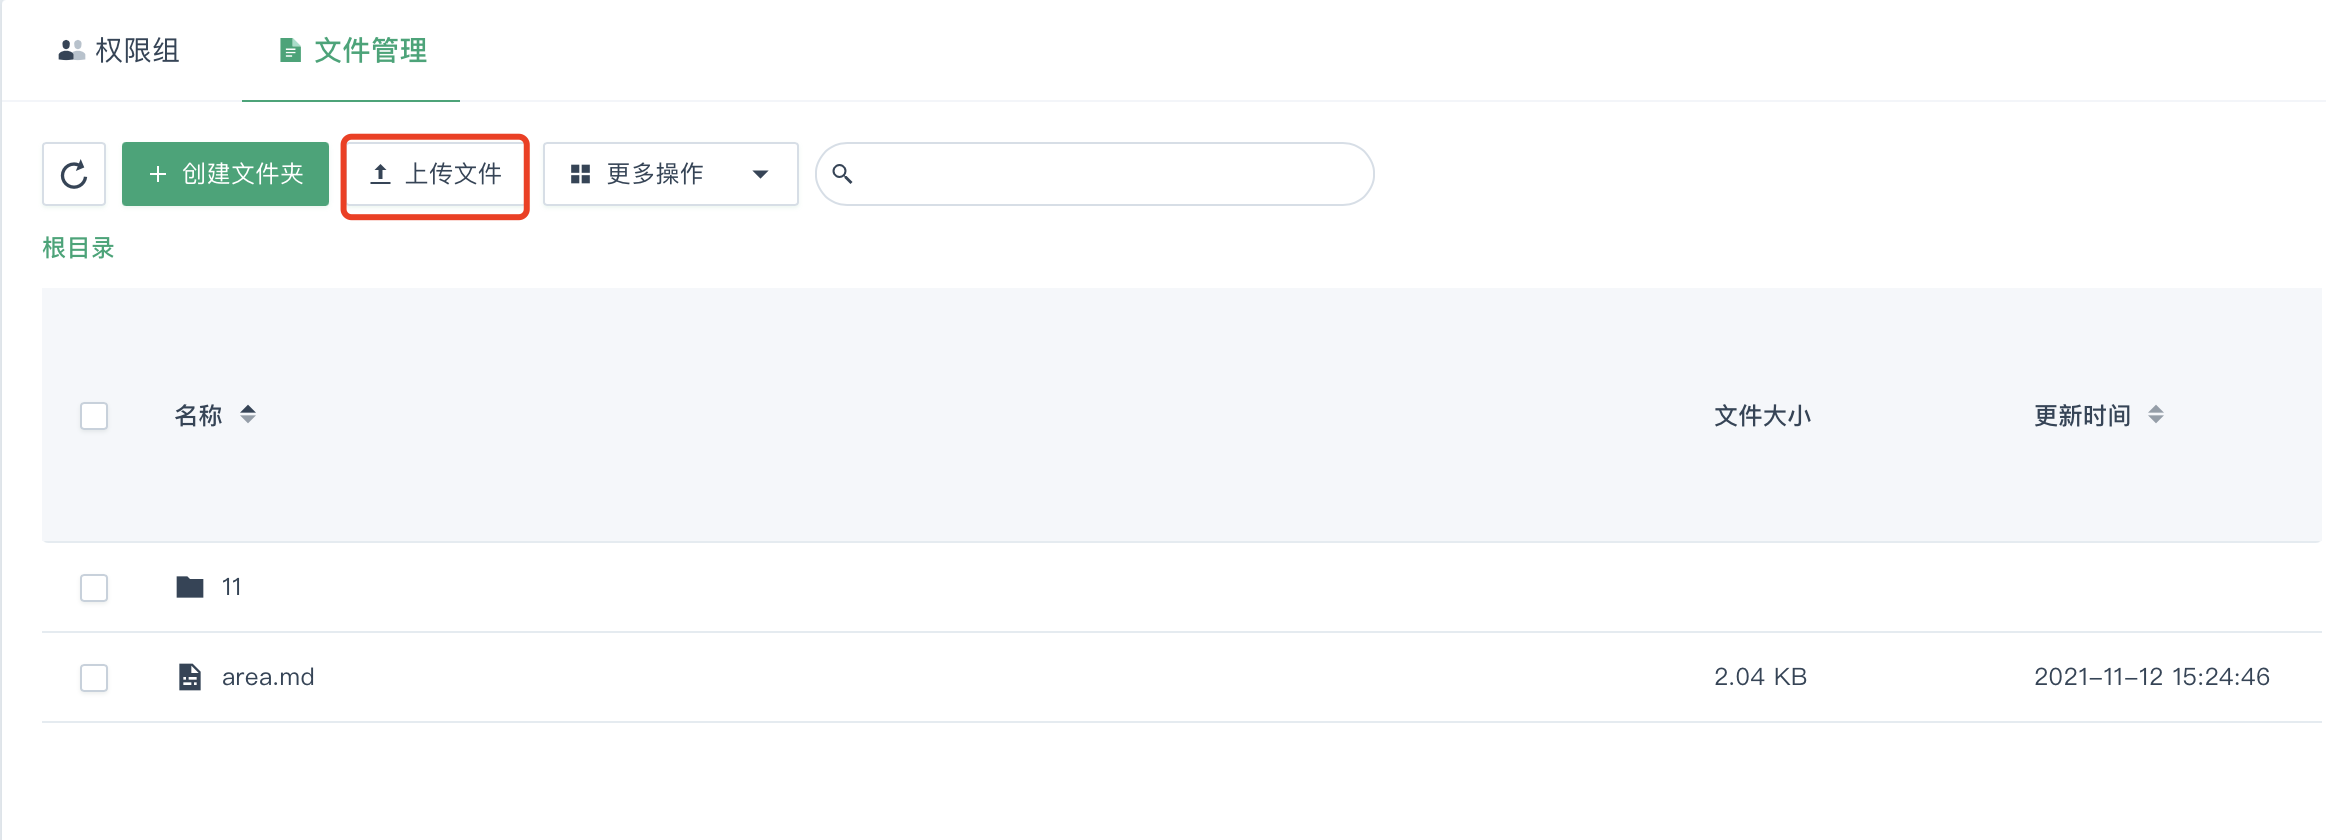 权限组 文件管理
创建文件夹 上传文件 更多操作
根目录
名称 文件大小 更新时间
11
area.md 2.04 KB 2021-11-12 15:24:46